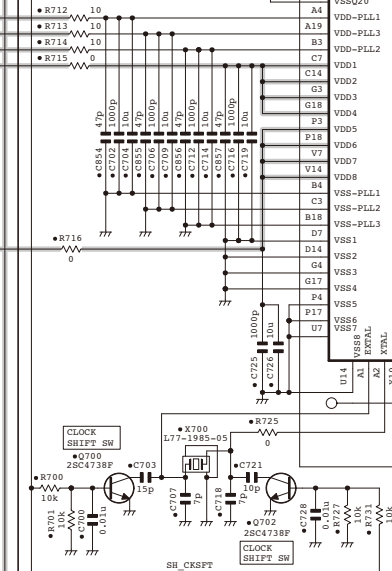 VSSQ20
R712 10 A4 VDD-PLL1
R713 10 A19 VDD-PLL3
R714 10 B3 VDD-PLL2
R715 0 C7 VDD1
C14 VDD2
G3 VDD3
G18 VDD4
P3 VDD5
P18 VDD6
V7 VDD7
V14 VDD8
B4 VSS-PLL1
C3 VSS-PLL2
B18 VSS-PLL3
D7 VSS1
D14 VSS2
G4 VSS3
G17 VSS4
P4 VSS5
P17 VSS6
U7 VSS7
C854 47p
C702 1000p
C704 10u
C855 47p
C706 1000p
C709 10u
C856 47p
C712 1000p
C714 10u
C857 47p
C716 1000p
C719 10u
R716
0
C725 1000p
C726 10u
U14 VSS8
A1 EXTAL
A2 XTAL
CLOCK
SHIFT SW
Q700
2SC4738F
X700
L77-1985-05
R725
0
R700
10k
C703
15p
C721
10p
R701 10k
C700 0.01u
C707 7p
C718 7p
Q702
2SC4738F
CLOCK
SHIFT SW
C728 0.01u
R727 10k
R731 10k
SH_CKSFT